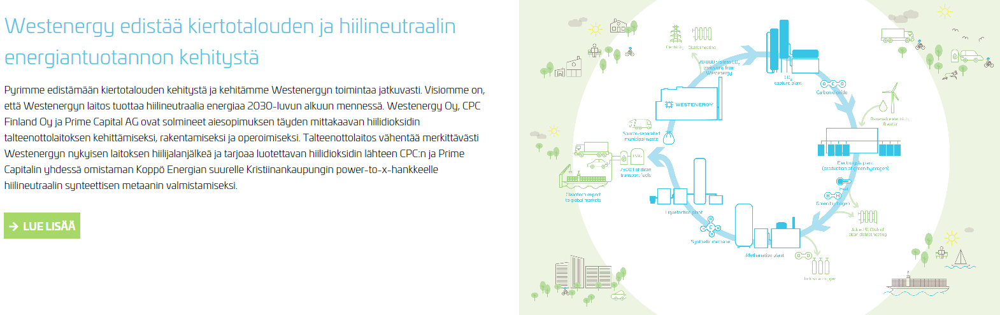 Westenergy edistää kiertotalouden ja hiilineutraalin
energiantuotannon kehitystä
Pyrimme edistämään kiertotalouden kehitystä ja kehitämme Westenergyn toimintaa jatkuvasti. Visiomme on,
että Westenergyn laitos tuottaa hiilineutraalia energiaa 2030-luvun alkuun mennessä. Westenergy Oy, CPC
Finland Oy ja Prime Capital AG ovat solmineet aiesopimuksen täyden mittakaavan hiilidioksidin
talteenottolaitoksen kehittämiseksi, rakentamiseksi ja operoimiseksi. Talteenottolaitos vähentää merkittävästi
Westenergyn nykyisen laitoksen hiilijalanjälkeä ja tarjoaa luotettavan hiilidioksidin lähteen CPC:n ja Prime
Capitalin yhdessä omistaman Koppö Energian suurelle Kristiinankaupungin power-to-x-hankkeelle
hiilineutraalin synteettisen metaanin valmistamiseksi.
→ LUE LISÄÄ
Electricity
District heating
less CO₂
emissions from
Westenergy
CO₂
capture plant
O C O
Carbon dioxide
WESTENERGY
Renewable electricity
& water
Source-separated
municipal waste
LSNG
t of clean
transport fuels
Electrolysis plant
(production of green hydrogen)
Heat
H H
Green hydrogen
Cleantech export
to global markets
Liquefaction plant
Added GWh of
clean district heating
H
H C H
H
Synthetic methane
Methanation plant
O O
Industrial oxygen